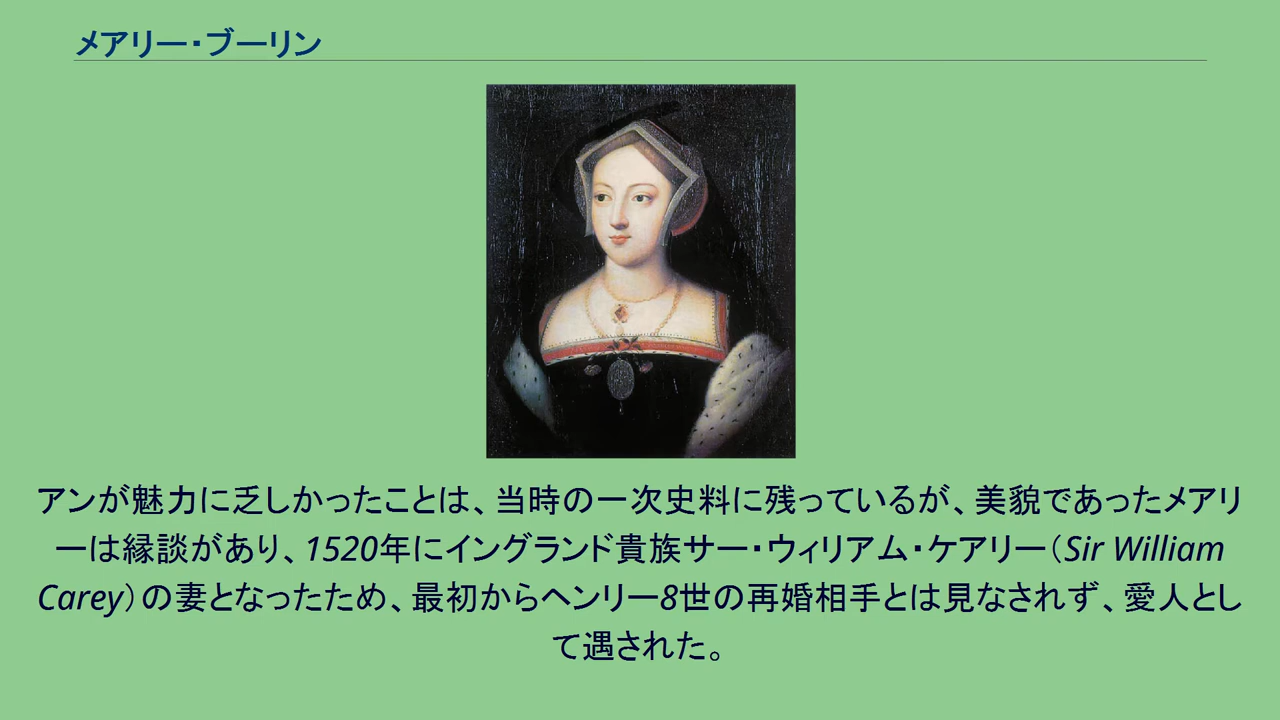 メアリー・ブーリン
アンが魅力に乏しかったことは、当時の一次史料に残っているが、美貌であったメアリ
ーは縁談があり、1520年にイングランド貴族サー・ウィリアム・ケアリー（Sir William
Carey）の妻となったため、最初からヘンリー8世の再婚相手とは見なされず、愛人とし
て遇された。